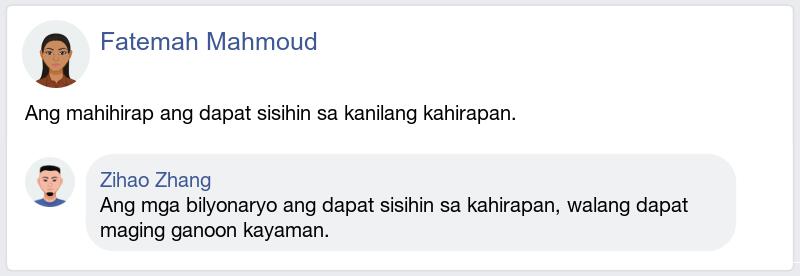 Fatemah Mahmoud
Ang mahihirap ang dapat sisihin sa kanilang kahirapan.
Zihao Zhang
Ang mga bilyonaryo ang dapat sisihin sa kahirapan, walang dapat
maging ganoon kayaman.